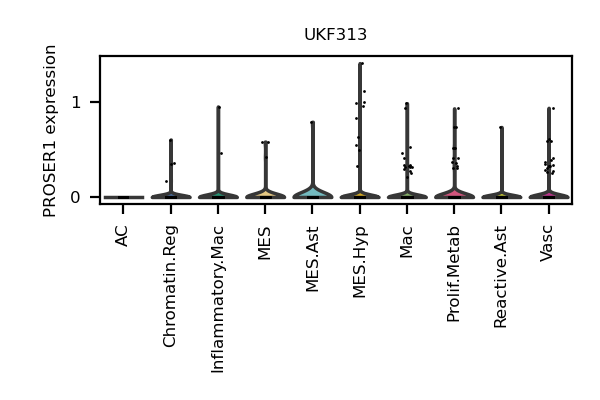 UKF313
PROSER1 expression
1
0
AC
Chromatin.Reg
Inflammatory.Mac
MES
MES.Ast
MES.Hyp
Mac
Prolif.Metab
Reactive.Ast
Vasc